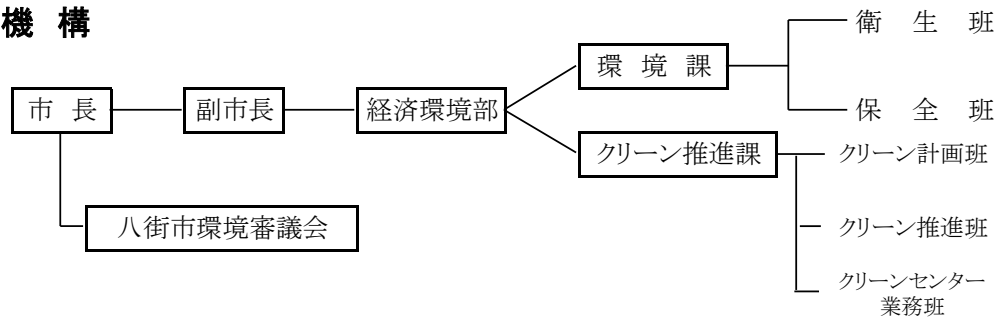 機 構
市 長
副市長
経済環境部
環 境 課
衛 生 班
保 全 班
クリーン推進課
クリーン計画班
クリーン推進班
クリーンセンター
業務班
八街市環境審議会